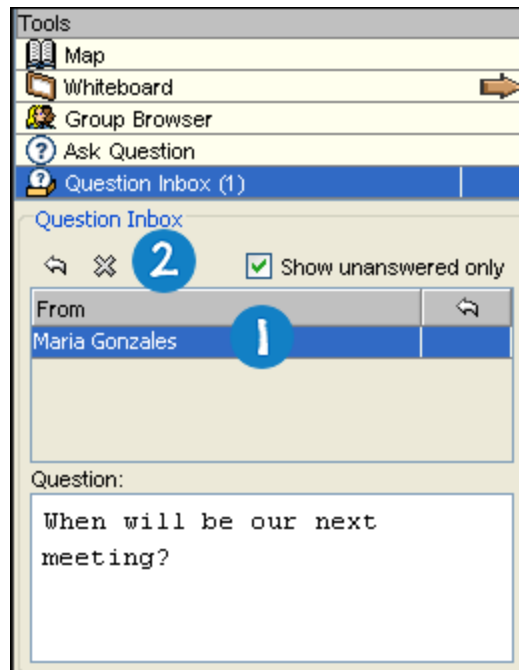 Tools
Map
Whiteboard
Group Browser
Ask Question
Question Inbox (1)
Question Inbox
2
Show unanswered only
From
Maria Gonzales
1
Question:
When will be our next
meeting?